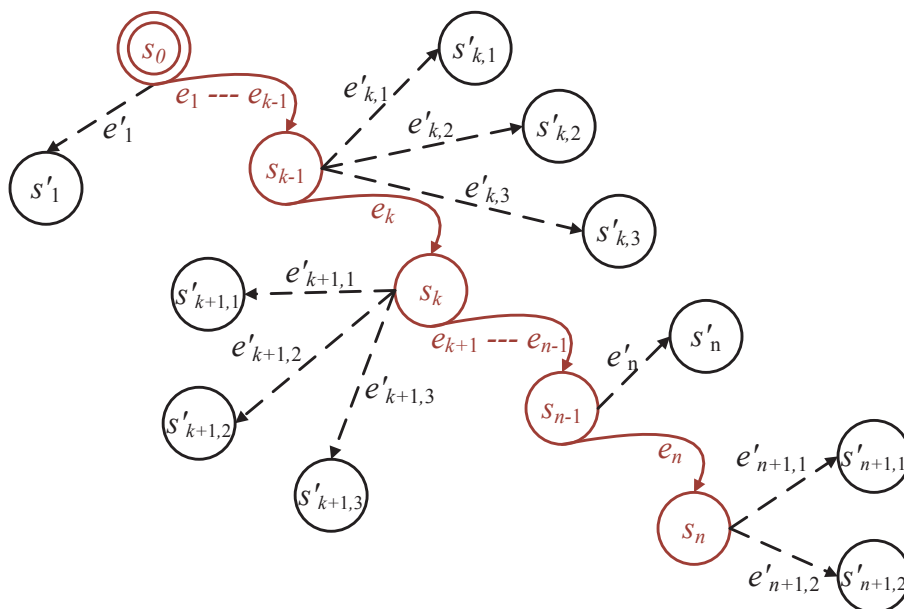 s₀
e₁ --- eₖ₋₁
e′₁
s′₁
s′ₖ,₁
e′ₖ,₁
e′ₖ,₂
s′ₖ,₂
sₖ₋₁
e′ₖ,₃
s′ₖ,₃
eₖ
e′ₖ₊₁,₁
s′ₖ₊₁,₁
sₖ
e′ₖ₊₁,₂
eₖ₊₁ --- eₙ₋₁
e′ₙ
s′ₙ
e′ₖ₊₁,₃
s′ₖ₊₁,₂
sₙ₋₁
eₙ
e′ₙ₊₁,₁
s′ₙ₊₁,₁
s′ₖ₊₁,₃
sₙ
e′ₙ₊₁,₂
s′ₙ₊₁,₂